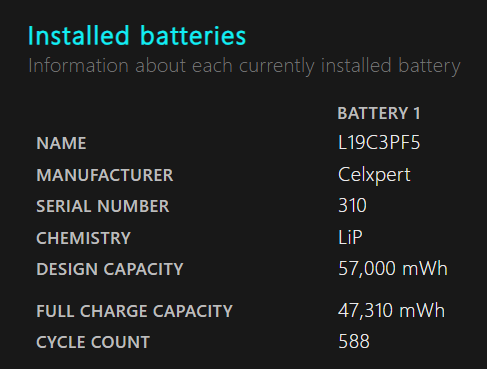 Installed batteries
Information about each currently installed battery
BATTERY 1
NAME L19C3PF5
MANUFACTURER Celxpert
SERIAL NUMBER 310
CHEMISTRY LiP
DESIGN CAPACITY 57,000 mWh
FULL CHARGE CAPACITY 47,310 mWh
CYCLE COUNT 588